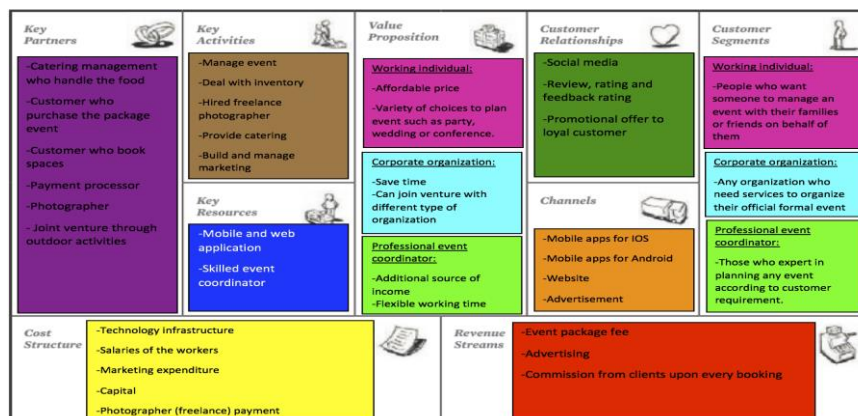 Key
Partners
-Catering management
who handle the food
-Customer who
purchase the package
event
-Customer who book
spaces
-Payment processor
-Photographer
- Joint venture through
outdoor activities
Key
Activities
-Manage event
-Deal with inventory
-Hired freelance
photographer
-Provide catering
-Build and manage
marketing
Key
Resources
-Mobile and web
application
-Skilled event
coordinator
Value
Proposition
Working individual:
-Affordable price
-Variety of choices to plan
event such as party,
wedding or conference.
Corporate organization:
-Save time
-Can join venture with
different type of
organization
Professional event
coordinator:
-Additional source of
income
-Flexible working time
Customer
Relationships
-Social media
-Review, rating and
feedback rating
-Promotional offer to
loyal customer
Channels
-Mobile apps for IOS
-Mobile apps for Android
-Website
-Advertisement
Customer
Segments
Working individual:
-People who want
someone to manage an
event with their families
or friends on behalf of
them
Corporate organization:
-Any organization who
need services to organize
their official formal event
Professional event
coordinator:
-Those who expert in
planning any event
according to customer
requirement.
Cost
Structure
-Technology infrastructure
-Salaries of the workers
-Marketing expenditure
-Capital
-Photographer (freelance) payment
Revenue
Streams
-Event package fee
-Advertising
-Commission from clients upon every booking